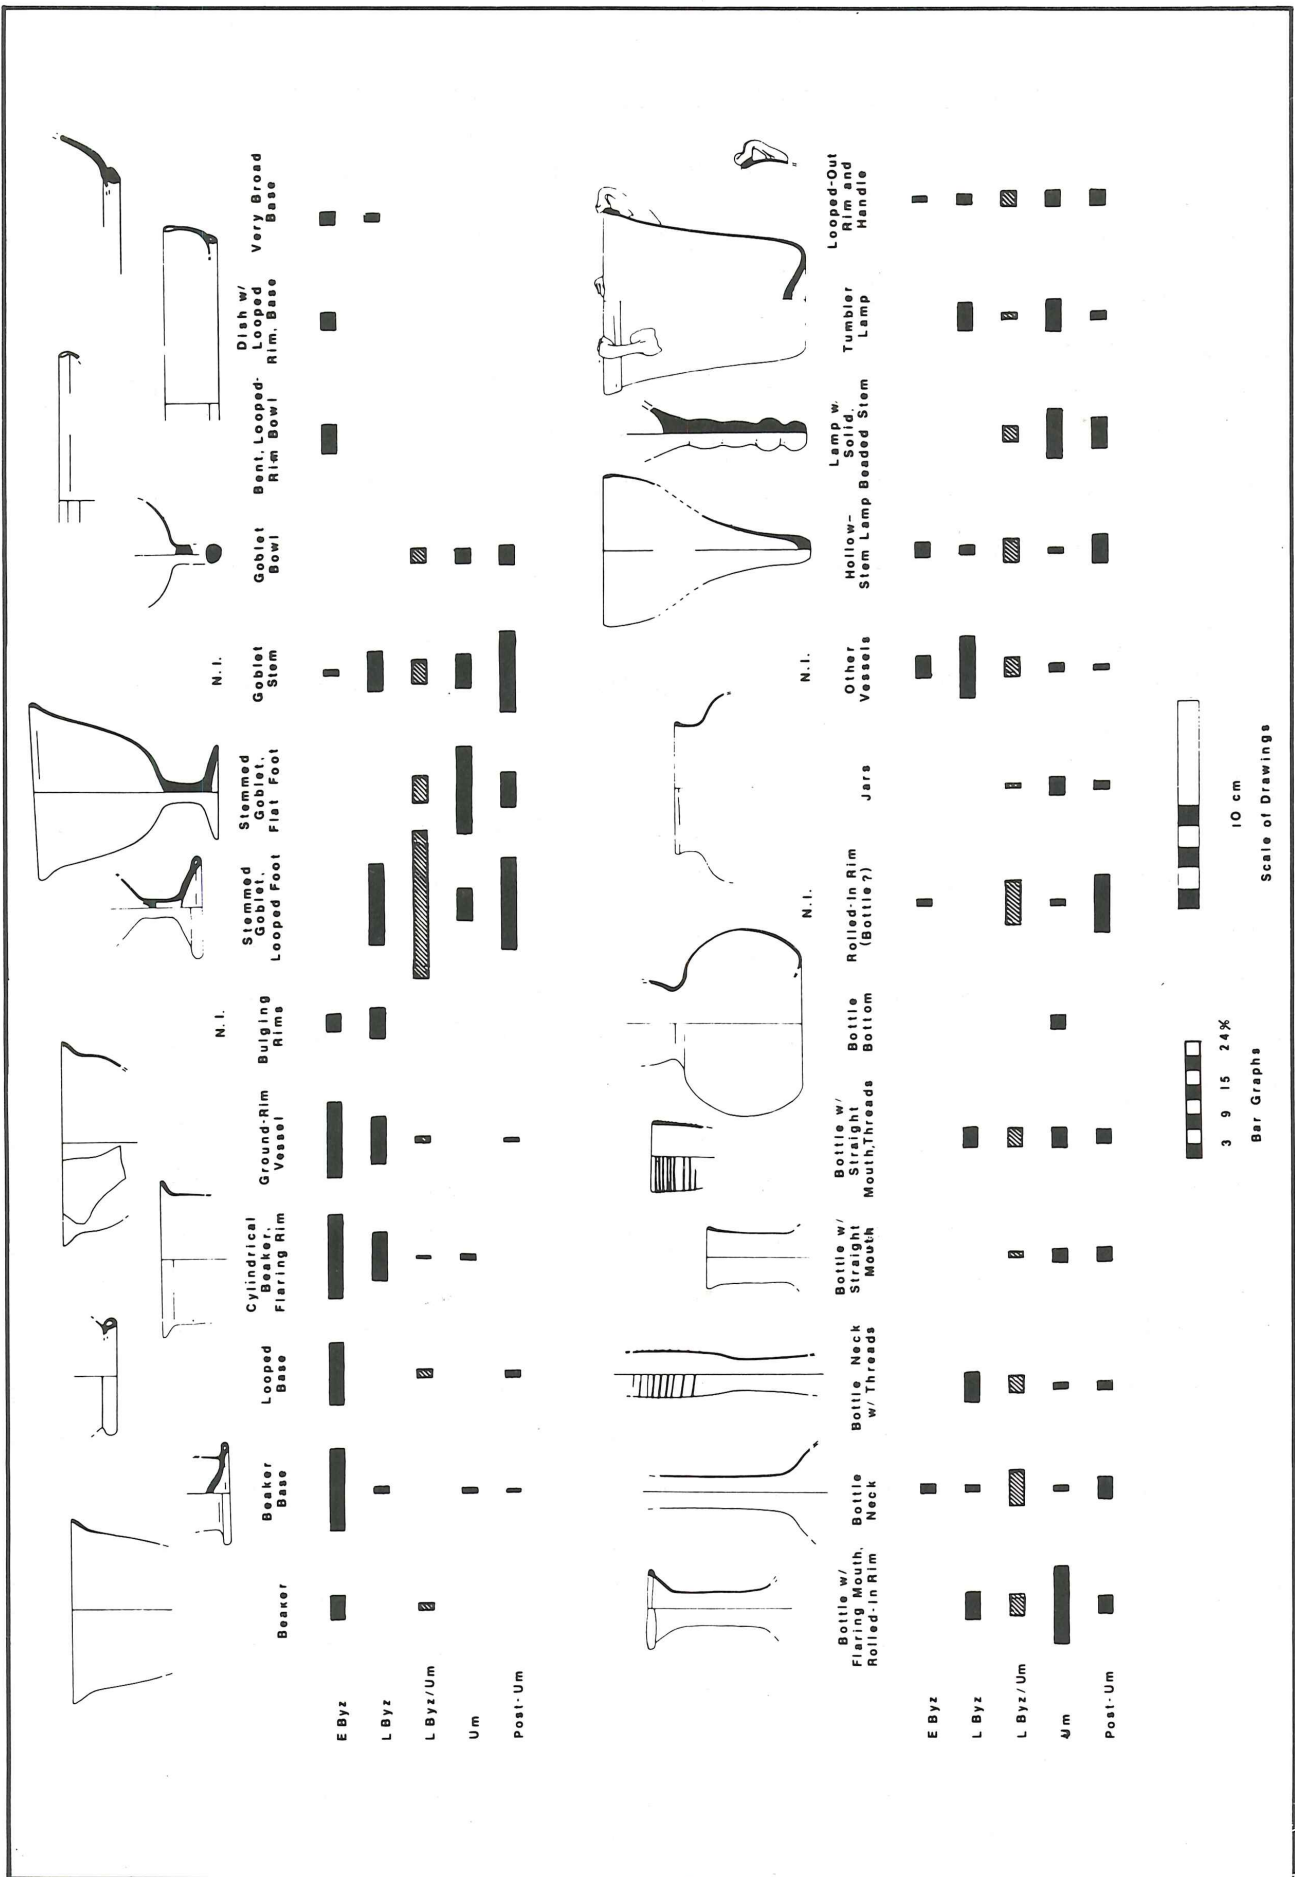 Beaker
Beaker
Base
Looped
Base
Cylindrical
Beaker,
Flaring Rim
Ground-Rim
Vessel
Bulging
Rims
N.I.
Stemmed
Goblet,
Looped Foot
Stemmed
Goblet,
Flat Foot
Goblet
Stem
N.I.
Goblet
Bowl
Bent, Looped-
Rim Bowl
Dish w/
Looped
Rim, Base
Very Broad
Base
E Byz
L Byz
L Byz/Um
Um
Post-Um
Bottle w/
Flaring Mouth,
Rolled-In Rim
Bottle
Neck
Bottle Neck
w/ Threads
Bottle w/
Straight
Mouth
Bottle w/
Straight
Mouth, Threads
Bottle
Bottom
Rolled-In Rim
(Bottle?)
N.I.
Jars
Other
Vessels
N.I.
Hollow-
Stem Lamp
Lamp w.
Solid,
Beaded Stem
Tumbler
Lamp
Looped-Out
Rim and
Handle
E Byz
L Byz
L Byz/Um
Um
Post-Um
3 9 15 24%
Bar Graphs
10 cm
Scale of Drawings